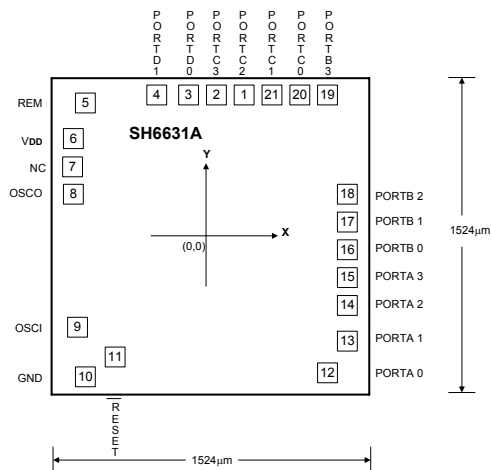 PORTD1
PORTD0
PORTC3
PORTC2
PORTC1
PORTC0
PORTB3
5
4
3
2
1
21
20
19
REM
SH6631A
6
VDD
Y
7
NC
8
OSCO
18
PORTB 2
17
PORTB 1
X
(0,0)
16
PORTB 0
1524μm
15
PORTA 3
14
PORTA 2
9
OSCI
13
PORTA 1
11
12
PORTA 0
10
GND
RESET
1524μm